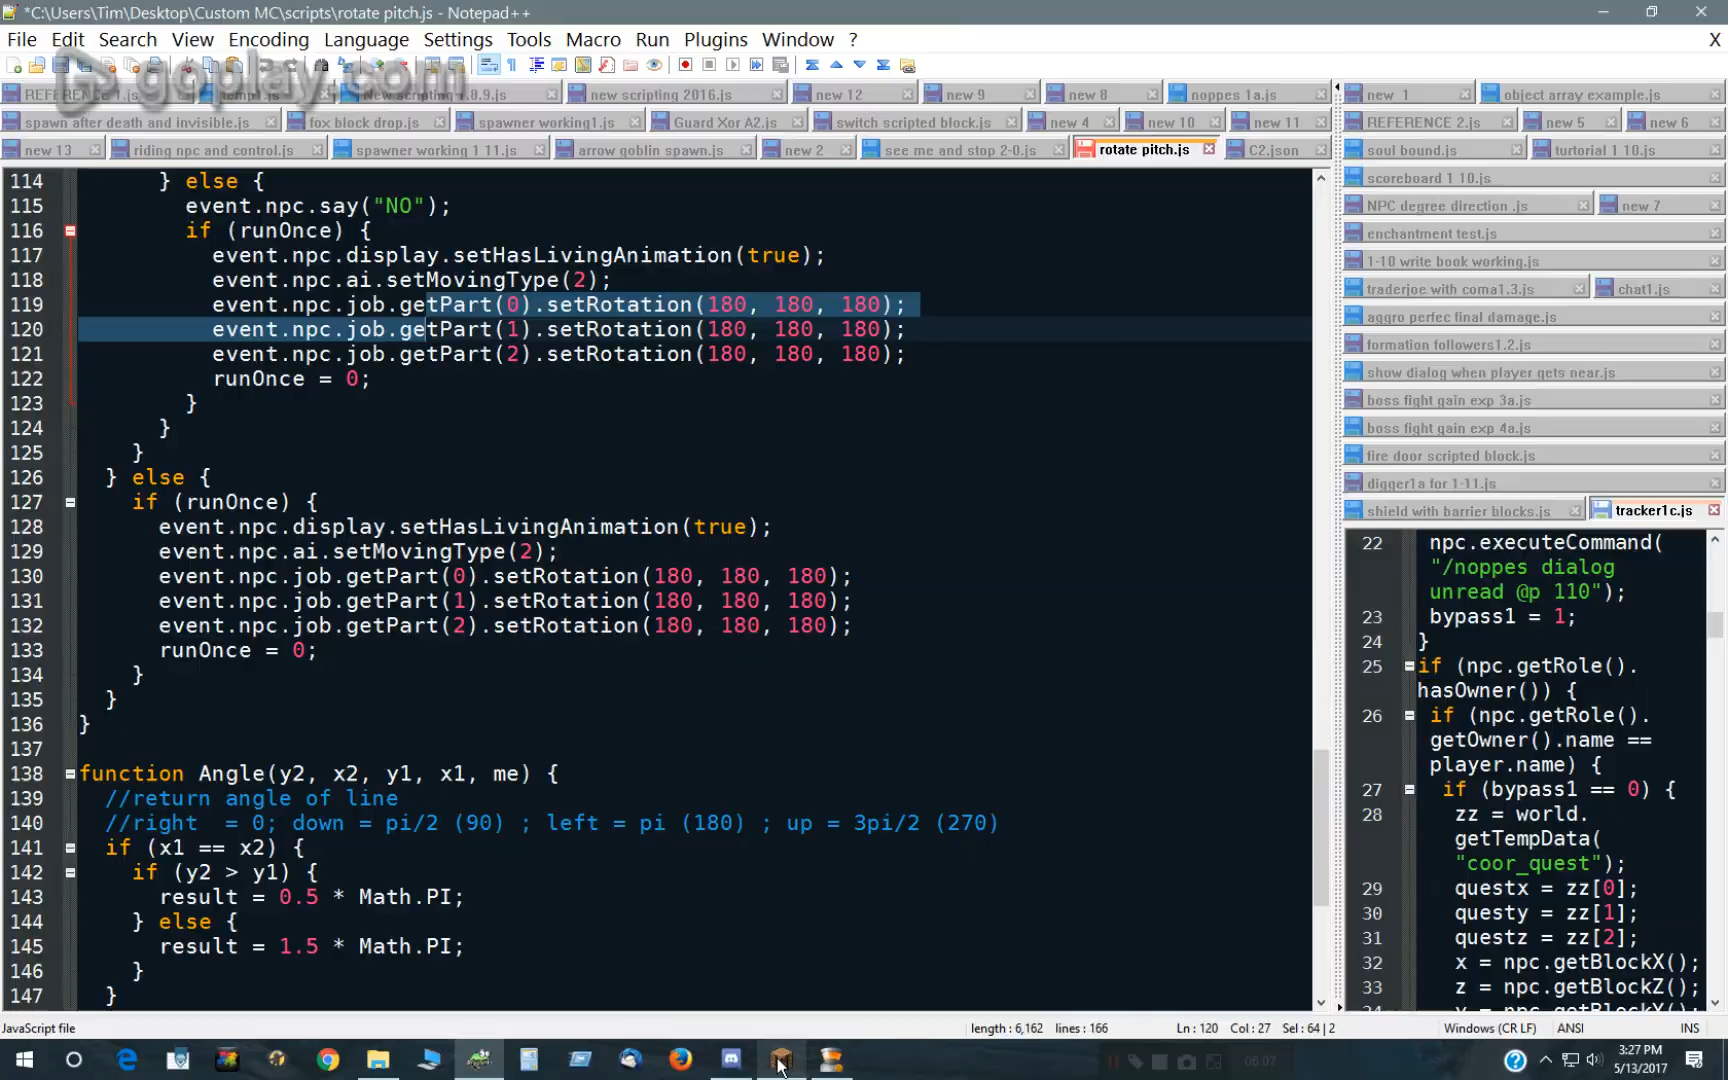 *C:\Users\Tim\Desktop\Custom MC\scripts\rotate pitch.js - Notepad++
File Edit Search View Encoding Language Settings Tools Macro Run Plugins Window ? X
goplay.com
REFERENCE 1.js temp1.js New scripting 1.8.9.js new scripting 2016.js new 12 new 9 new 8 noppes 1a.js
spawn after death and invisible.js fox block drop.js spawner working1.js Guard Xor A2.js switch scripted block.js new 4 new 10 new 11
new 13 riding npc and control.js spawner working 1 11.js arrow goblin spawn.js new 2 see me and stop 2-0.js rotate pitch.js C2.json
114 } else {
115 event.npc.say("NO");
116 if (runOnce) {
117 event.npc.display.setHasLivingAnimation(true);
118 event.npc.ai.setMovingType(2);
119 event.npc.job.getPart(0).setRotation(180, 180, 180);
120 event.npc.job.getPart(1).setRotation(180, 180, 180);
121 event.npc.job.getPart(2).setRotation(180, 180, 180);
122 runOnce = 0;
123 }
124 }
125 }
126 } else {
127 if (runOnce) {
128 event.npc.display.setHasLivingAnimation(true);
129 event.npc.ai.setMovingType(2);
130 event.npc.job.getPart(0).setRotation(180, 180, 180);
131 event.npc.job.getPart(1).setRotation(180, 180, 180);
132 event.npc.job.getPart(2).setRotation(180, 180, 180);
133 runOnce = 0;
134 }
135 }
136 }
137
138 function Angle(y2, x2, y1, x1, me) {
139 //return angle of line
140 //right  = 0; down = pi/2 (90) ; left = pi (180) ; up = 3pi/2 (270)
141 if (x1 == x2) {
142 if (y2 > y1) {
143 result = 0.5 * Math.PI;
144 } else {
145 result = 1.5 * Math.PI;
146 }
147 }
new 1 object array example.js
REFERENCE 2.js new 5 new 6
soul bound.js turtorial 1 10.js
scoreboard 1 10.js
NPC degree direction .js new 7
enchantment test.js
1-10 write book working.js
traderjoe with coma1.3.js chat1.js
aggro perfec final damage.js
formation followers1.2.js
show dialog when player gets near.js
boss fight gain exp 3a.js
boss fight gain exp 4a.js
fire door scripted block.js
digger1a for 1-11.js
shield with barrier blocks.js tracker1c.js
22 npc.executeCommand(
"/noppes dialog
unread @p 110");
23 bypass1 = 1;
24 }
25 if (npc.getRole().
hasOwner()) {
26 if (npc.getRole().
getOwner().name ==
player.name) {
27 if (bypass1 == 0) {
28 zz = world.
getTempData(
"coor_quest");
29 questx = zz[0];
30 questy = zz[1];
31 questz = zz[2];
32 x = npc.getBlockX();
33 z = npc.getBlockZ();
JavaScript file length : 6,162 lines : 166 Ln : 120 Col : 27 Sel : 64 | 2 Windows (CR LF) ANSI INS
06:07
3:27 PM
5/13/2017